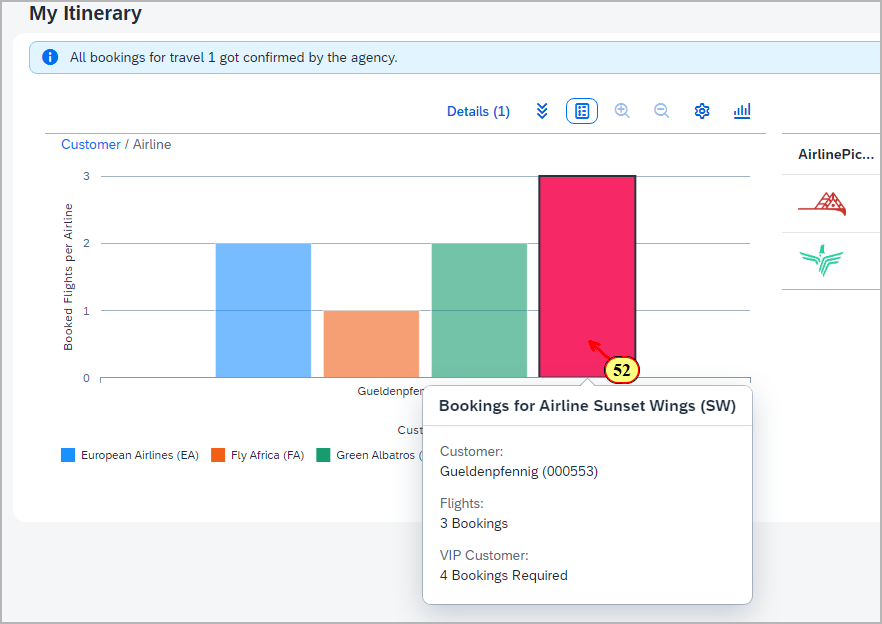 My Itinerary
All bookings for travel 1 got confirmed by the agency.
Details (1)
Customer / Airline
AirlinePic...
Booked Flights per Airline
3
2
1
0
52
Gueldenpfen
Cust
European Airlines (EA) Fly Africa (FA) Green Albatros (
Bookings for Airline Sunset Wings (SW)
Customer:
Gueldenpfennig (000553)
Flights:
3 Bookings
VIP Customer:
4 Bookings Required